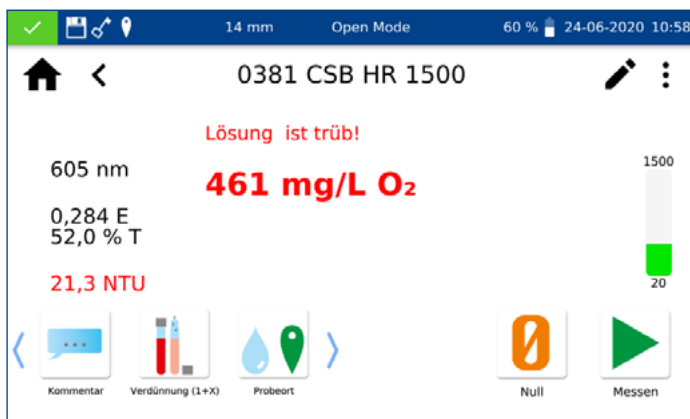 14 mm Open Mode 60 % 24-06-2020 10:58
0381 CSB HR 1500
Lösung ist trüb!
605 nm
461 mg/L O₂
1500
0,284 E
52,0 % T
21,3 NTU
20
Kommentar Verdünnung (1+X) Probeort Null Messen